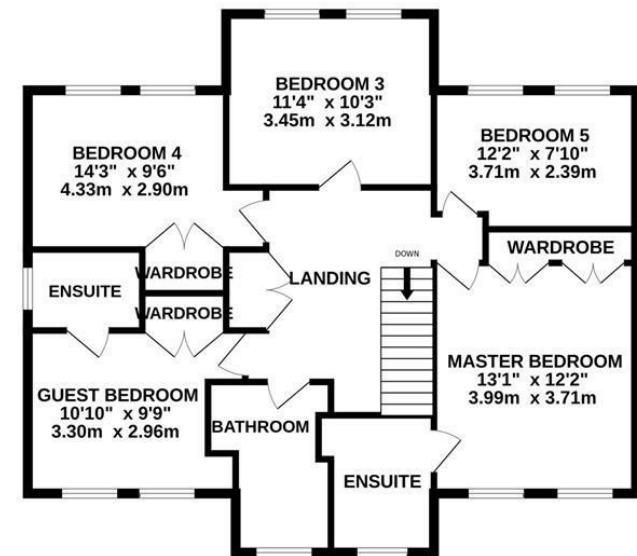 BEDROOM 3
11'4" x 10'3"
3.45m x 3.12m
BEDROOM 4
14'3" x 9'6"
4.33m x 2.90m
BEDROOM 5
12'2" x 7'10"
3.71m x 2.39m
WARDROBE
DOWN
WARDROBE
LANDING
ENSUITE
WARDROBE
MASTER BEDROOM
13'1" x 12'2"
3.99m x 3.71m
GUEST BEDROOM
10'10" x 9'9"
3.30m x 2.96m
BATHROOM
ENSUITE